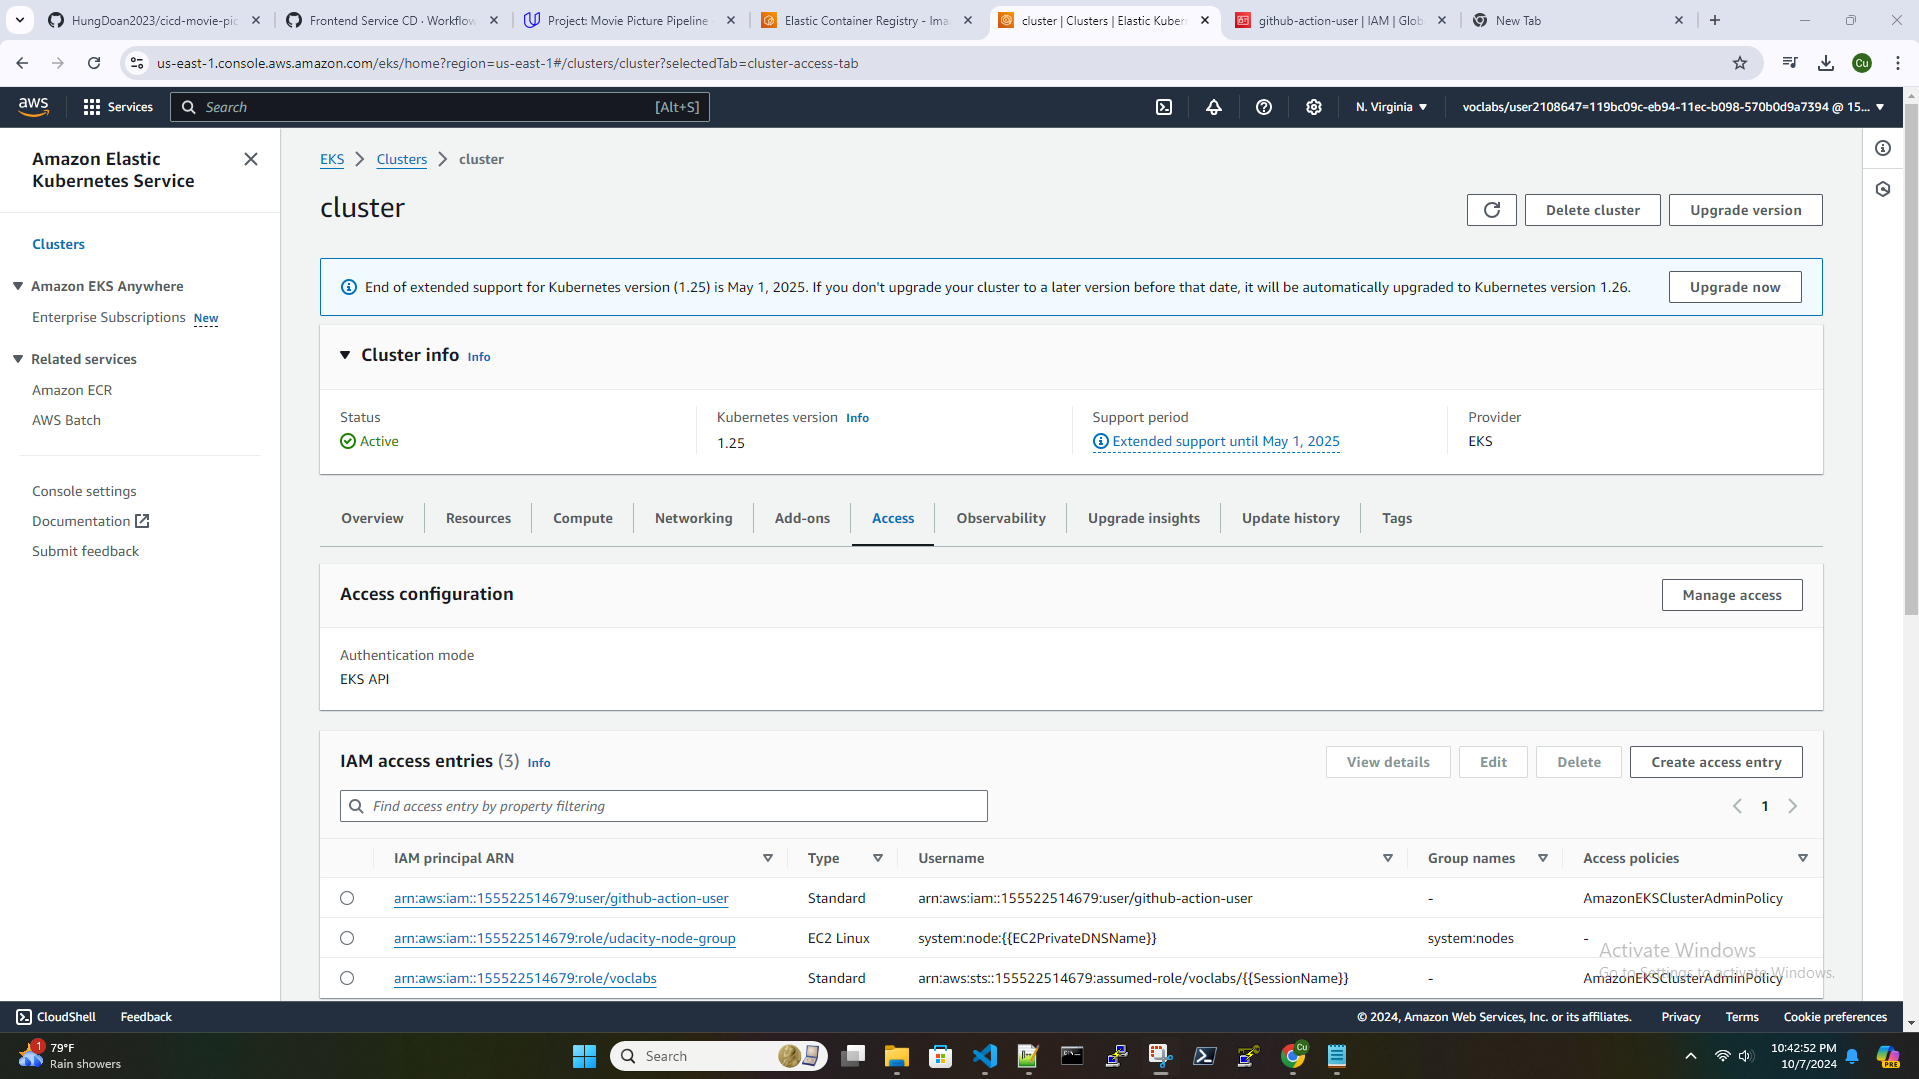 HungDoan2023/cicd-movie-pic
Frontend Service CD · Workflow
Project: Movie Picture Pipeline
Elastic Container Registry - Ima
cluster | Clusters | Elastic Kubern
github-action-user | IAM | Glob
New Tab
us-east-1.console.aws.amazon.com/eks/home?region=us-east-1#/clusters/cluster?selectedTab=cluster-access-tab
Cu
aws
Services
Search
[Alt+S]
N. Virginia
voclabs/user2108647=119bc09c-eb94-11ec-b098-570b0d9a7394 @ 15...
Amazon Elastic
Kubernetes Service
Clusters
Amazon EKS Anywhere
Enterprise Subscriptions New
Related services
Amazon ECR
AWS Batch
Console settings
Documentation
Submit feedback
EKS
Clusters
cluster
cluster
Delete cluster
Upgrade version
End of extended support for Kubernetes version (1.25) is May 1, 2025. If you don't upgrade your cluster to a later version before that date, it will be automatically upgraded to Kubernetes version 1.26.
Upgrade now
Cluster info Info
Status
Active
Kubernetes version Info
1.25
Support period
Extended support until May 1, 2025
Provider
EKS
Overview
Resources
Compute
Networking
Add-ons
Access
Observability
Upgrade insights
Update history
Tags
Access configuration
Manage access
Authentication mode
EKS API
IAM access entries (3) Info
View details
Edit
Delete
Create access entry
Find access entry by property filtering
1
IAM principal ARN
Type
Username
Group names
Access policies
arn:aws:iam::155522514679:user/github-action-user
Standard
arn:aws:iam::155522514679:user/github-action-user
-
AmazonEKSClusterAdminPolicy
arn:aws:iam::155522514679:role/udacity-node-group
EC2 Linux
system:node:{{EC2PrivateDNSName}}
system:nodes
-
arn:aws:iam::155522514679:role/voclabs
Standard
arn:aws:sts::155522514679:assumed-role/voclabs/{{SessionName}}
-
AmazonEKSClusterAdminPolicy
Activate Windows
Go to Settings to activate Windows.
CloudShell
Feedback
© 2024, Amazon Web Services, Inc. or its affiliates.
Privacy
Terms
Cookie preferences
1
79°F
Rain showers
Search
Cu
10:42:52 PM
10/7/2024
PRE